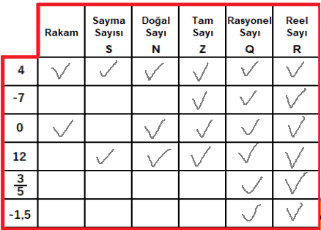 Rakam Sayma Sayısı S Doğal Sayı N Tam Sayı Z Rasyonel Sayı Q Reel Sayı R
4 ✓ ✓ ✓ ✓ ✓ ✓
-7 ✓ ✓ ✓
0 ✓ ✓ ✓ ✓ ✓
12 ✓ ✓ ✓ ✓ ✓
3/5 ✓ ✓
-1,5 ✓ ✓